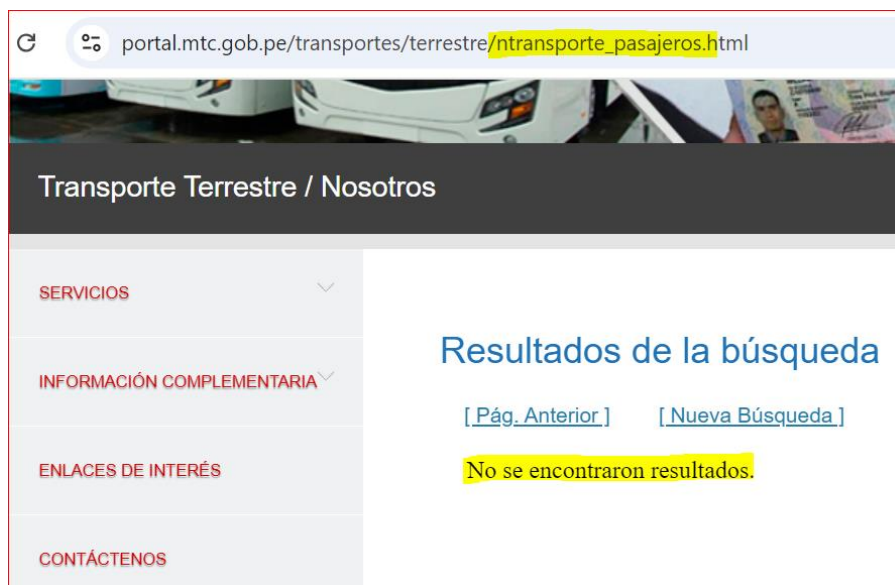 portal.mtc.gob.pe/transportes/terrestre/ntransporte_pasajeros.html
Transporte Terrestre / Nosotros
SERVICIOS
INFORMACIÓN COMPLEMENTARIA
ENLACES DE INTERÉS
CONTÁCTENOS
Resultados de la búsqueda
[ Pág. Anterior ] [ Nueva Búsqueda ]
No se encontraron resultados.